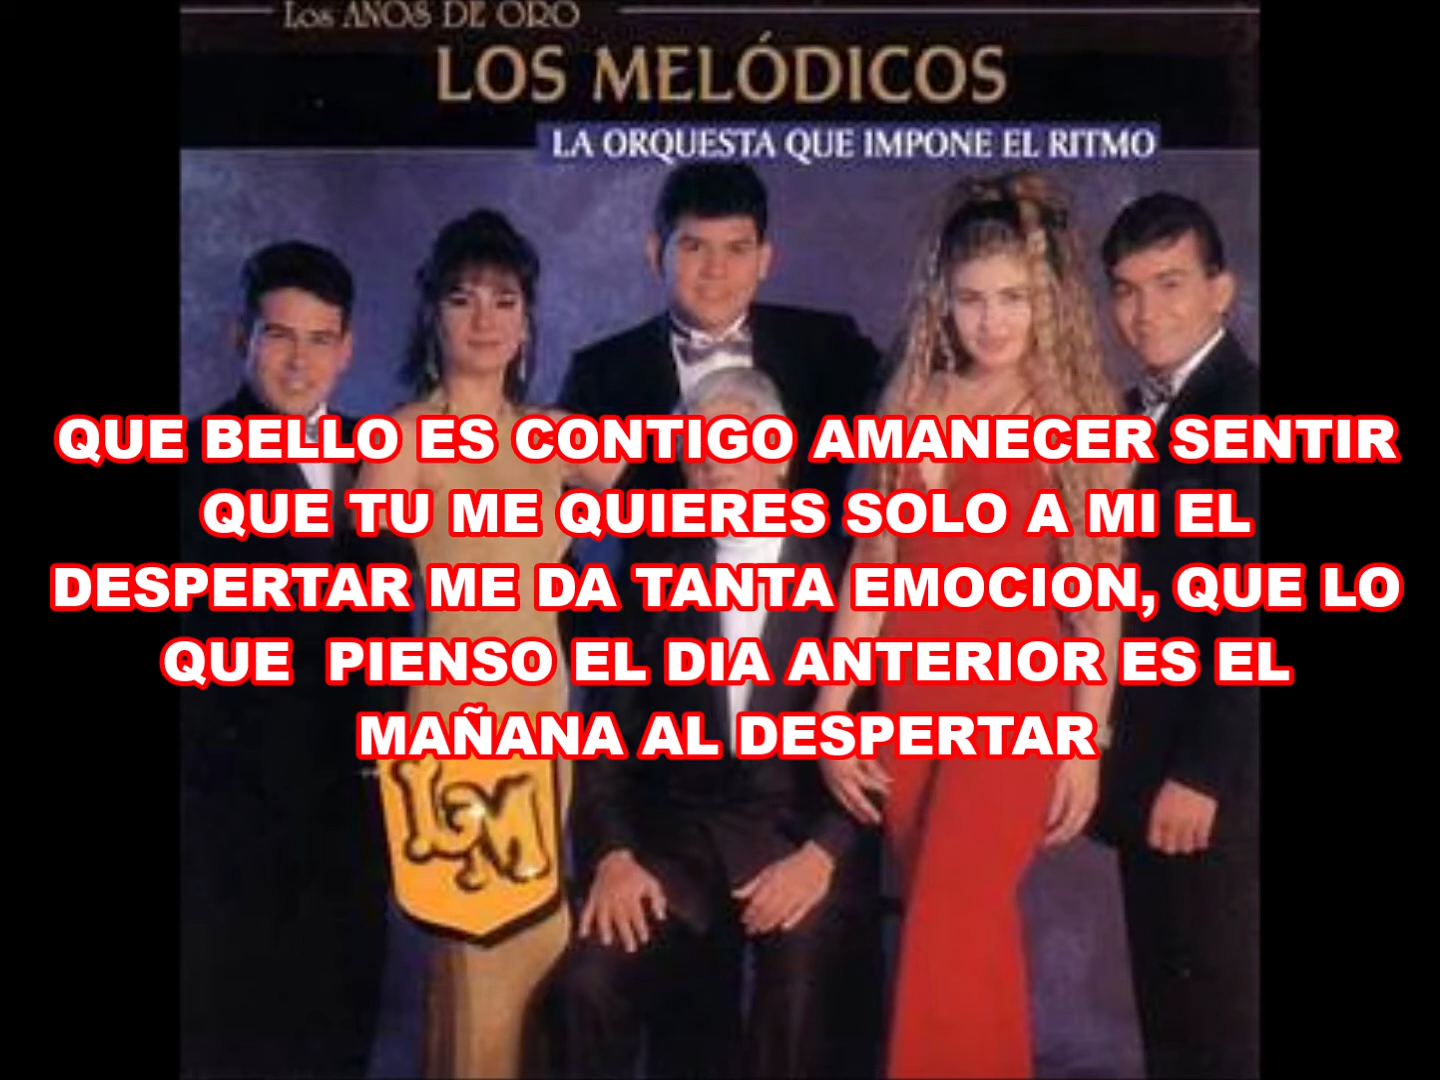 Los AÑOS DE ORO
LOS MELÓDICOS
LA ORQUESTA QUE IMPONE EL RITMO
QUE BELLO ES CONTIGO AMANECER SENTIR
QUE TU ME QUIERES SOLO A MI EL
DESPERTAR ME DA TANTA EMOCION, QUE LO
QUE  PIENSO EL DIA ANTERIOR ES EL
MAÑANA AL DESPERTAR
LM